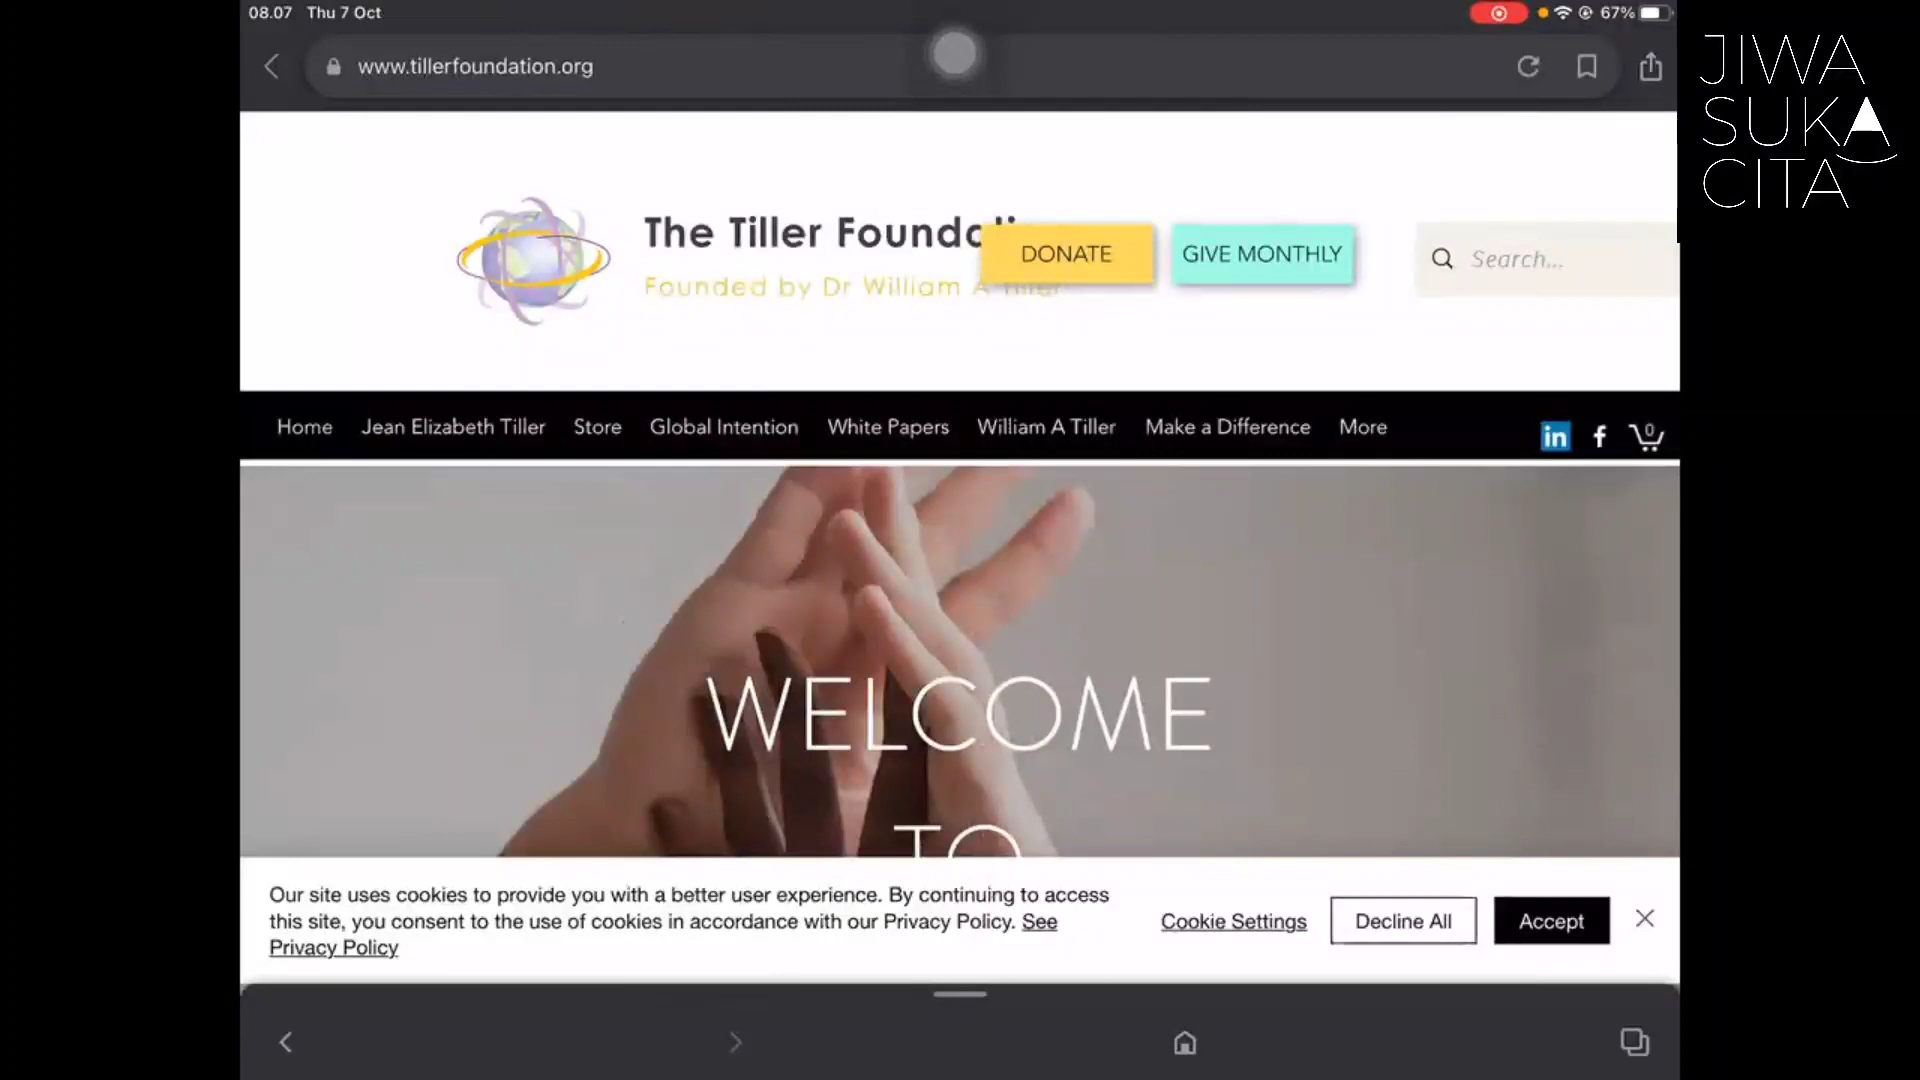 08.07 Thu 7 Oct
67%
www.tillerfoundation.org
JIWA
SUKA
CITA
The Tiller Foundati
DONATE
GIVE MONTHLY
Search...
Founded by Dr William A Tiller
Home Jean Elizabeth Tiller Store Global Intention White Papers William A Tiller Make a Difference More
in f 0
WELCOME
TO
Our site uses cookies to provide you with a better user experience. By continuing to access
this site, you consent to the use of cookies in accordance with our Privacy Policy. See
Privacy Policy
Cookie Settings
Decline All
Accept